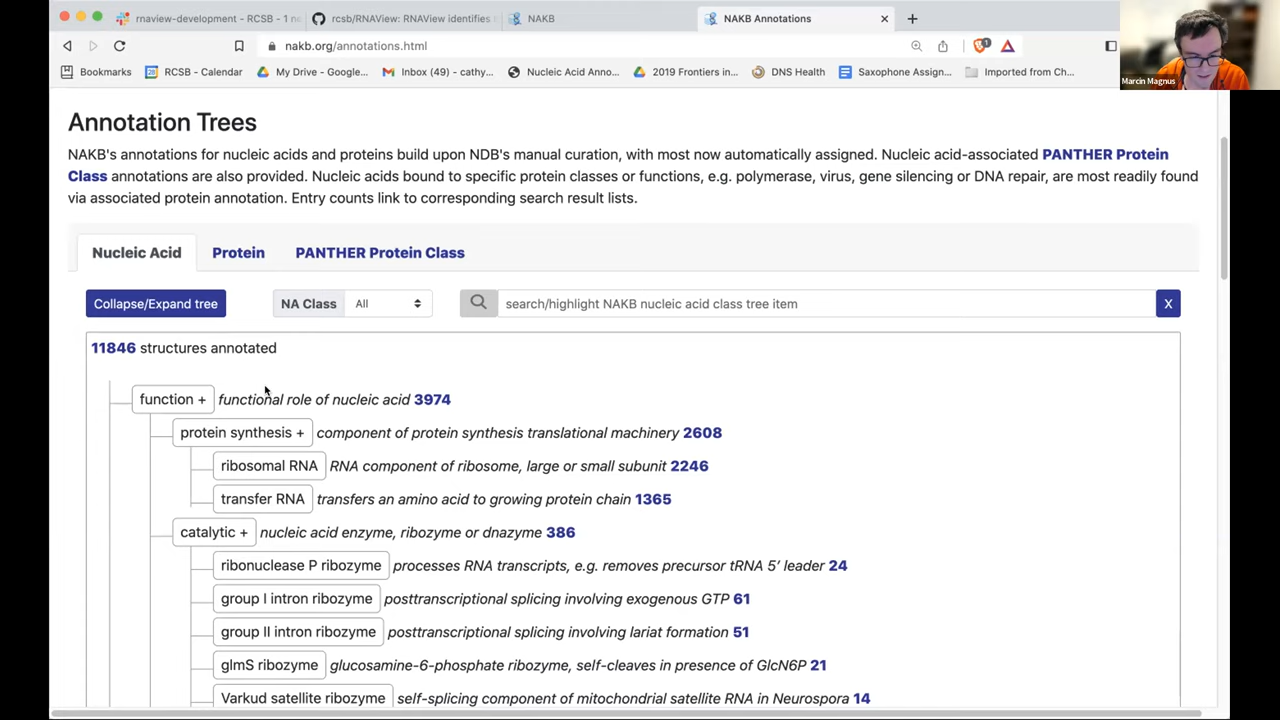 rnaview-development - RCSB - 1 n
rcsb/RNAView: RNAView identifies
NAKB
NAKB Annotations
nakb.org/annotations.html
1
Bookmarks
RCSB - Calendar
My Drive - Google...
Inbox (49) - cathy...
Nucleic Acid Anno...
2019 Frontiers in...
DNS Health
Saxophone Assign...
Imported from Ch...
Marcin Magnus
Annotation Trees
NAKB's annotations for nucleic acids and proteins build upon NDB's manual curation, with most now automatically assigned. Nucleic acid-associated PANTHER Protein
Class annotations are also provided. Nucleic acids bound to specific protein classes or functions, e.g. polymerase, virus, gene silencing or DNA repair, are most readily found
via associated protein annotation. Entry counts link to corresponding search result lists.
Nucleic Acid
Protein
PANTHER Protein Class
Collapse/Expand tree
NA Class
All
search/highlight NAKB nucleic acid class tree item
X
11846 structures annotated
function + functional role of nucleic acid 3974
protein synthesis + component of protein synthesis translational machinery 2608
ribosomal RNA RNA component of ribosome, large or small subunit 2246
transfer RNA transfers an amino acid to growing protein chain 1365
catalytic + nucleic acid enzyme, ribozyme or dnazyme 386
ribonuclease P ribozyme processes RNA transcripts, e.g. removes precursor tRNA 5′ leader 24
group I intron ribozyme posttranscriptional splicing involving exogenous GTP 61
group II intron ribozyme posttranscriptional splicing involving lariat formation 51
glmS ribozyme glucosamine-6-phosphate ribozyme, self-cleaves in presence of GlcN6P 21
Varkud satellite ribozyme self-splicing component of mitochondrial satellite RNA in Neurospora 14